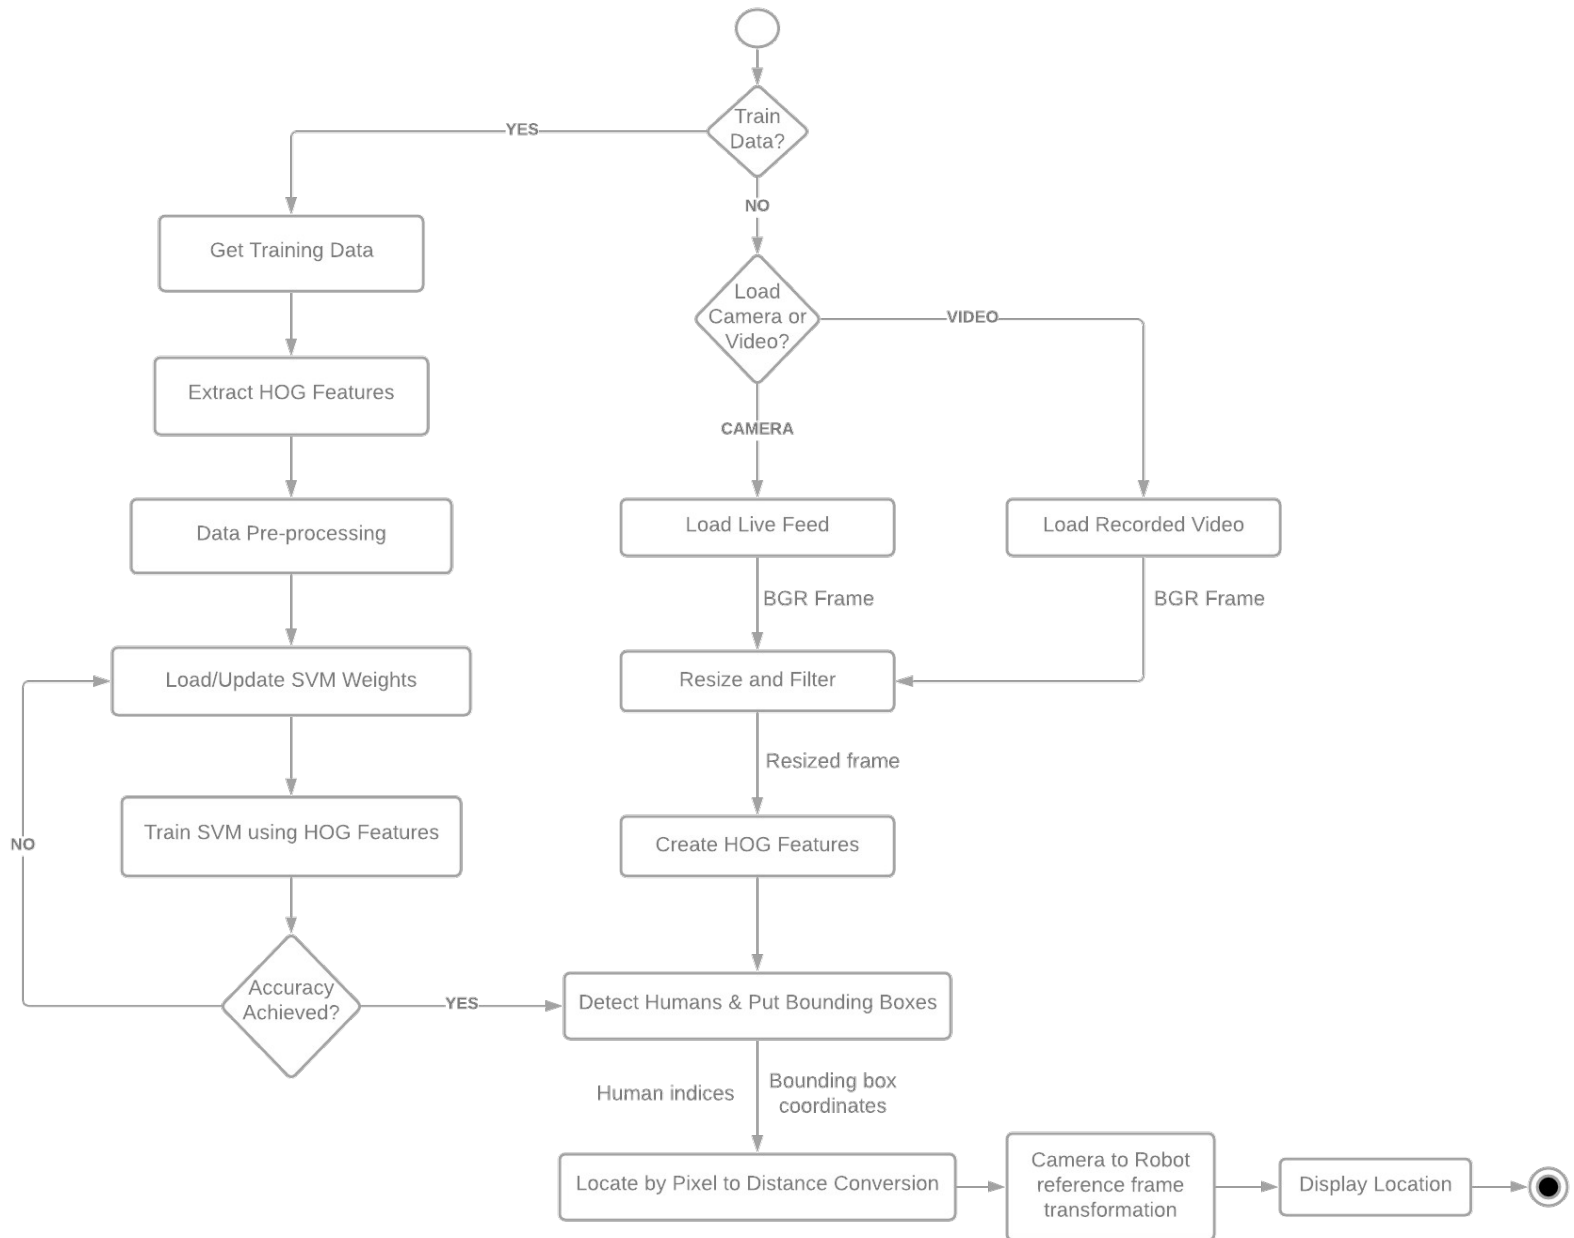 Train
Data?
YES
NO
Get Training Data
Load
Camera or
Video?
VIDEO
Extract HOG Features
CAMERA
Data Pre-processing
Load Live Feed
Load Recorded Video
BGR Frame
BGR Frame
Load/Update SVM Weights
Resize and Filter
Resized frame
Train SVM using HOG Features
NO
Create HOG Features
Accuracy
Achieved?
YES
Detect Humans & Put Bounding Boxes
Human indices
Bounding box
coordinates
Locate by Pixel to Distance Conversion
Camera to Robot
reference frame
transformation
Display Location